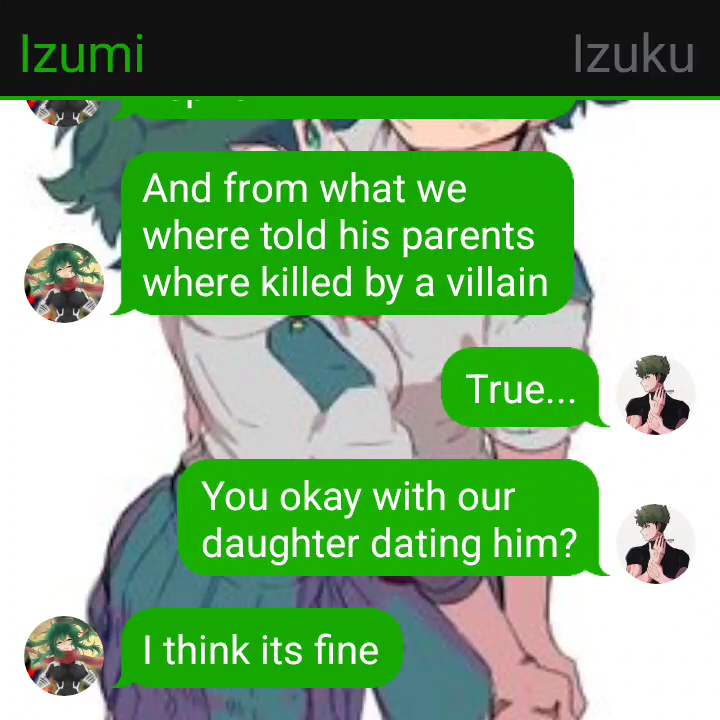 Izumi
Izuku
And from what we
where told his parents
where killed by a villain
True...
You okay with our
daughter dating him?
I think its fine